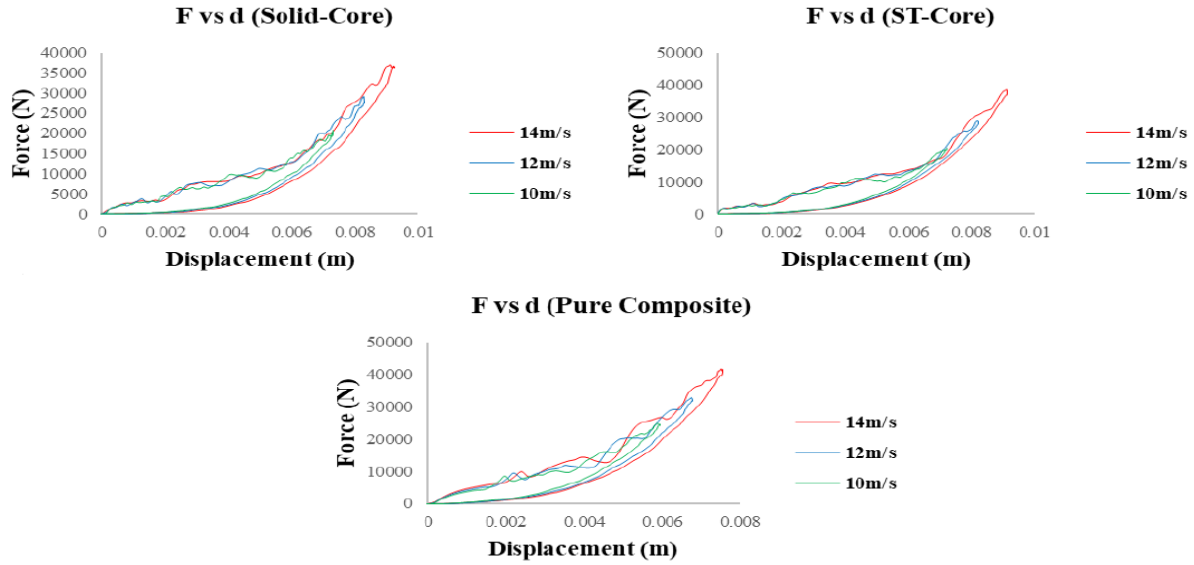 F vs d (Solid-Core)
40000
35000
30000
25000
20000
15000
10000
5000
0
0 0.002 0.004 0.006 0.008 0.01
Force (N)
Displacement (m)
14m/s
12m/s
10m/s
F vs d (ST-Core)
50000
40000
30000
20000
10000
0
0 0.002 0.004 0.006 0.008 0.01
Force (N)
Displacement (m)
14m/s
12m/s
10m/s
F vs d (Pure Composite)
50000
40000
30000
20000
10000
0
0 0.002 0.004 0.006 0.008
Force (N)
Displacement (m)
14m/s
12m/s
10m/s